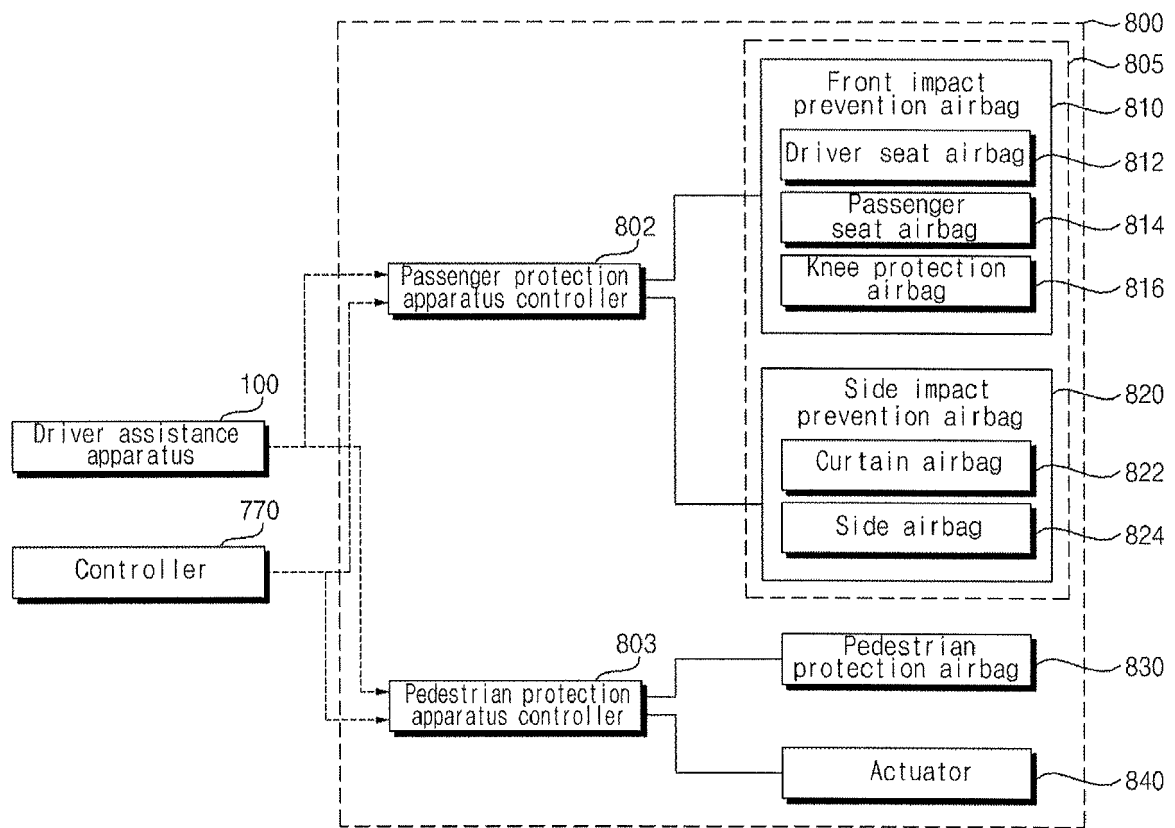 800
805
Front impact
prevention airbag
810
Driver seat airbag
812
Passenger
seat airbag
814
Knee protection
airbag
816
802
Passenger protection
apparatus controller
Side impact
prevention airbag
820
Curtain airbag
822
Side airbag
824
100
Driver assistance
apparatus
770
Controller
803
Pedestrian protection
apparatus controller
Pedestrian
protection airbag
830
Actuator
840